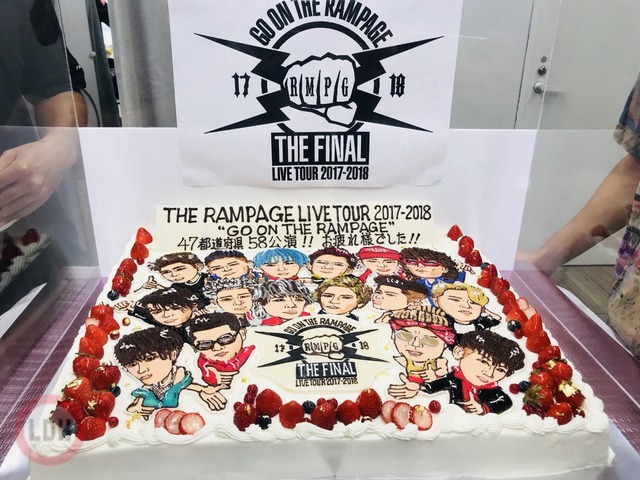 GO ON THE RAMPAGE
17 RMPG 18
THE FINAL
LIVE TOUR 2017-2018
THE RAMPAGE LIVE TOUR 2017-2018
"GO ON THE RAMPAGE"
47都道府県 58公演!! お疲れ様でした!!
GO ON THE RAMPAGE
17 RMPG 18
THE FINAL
LIVE TOUR 2017-2018
LDH